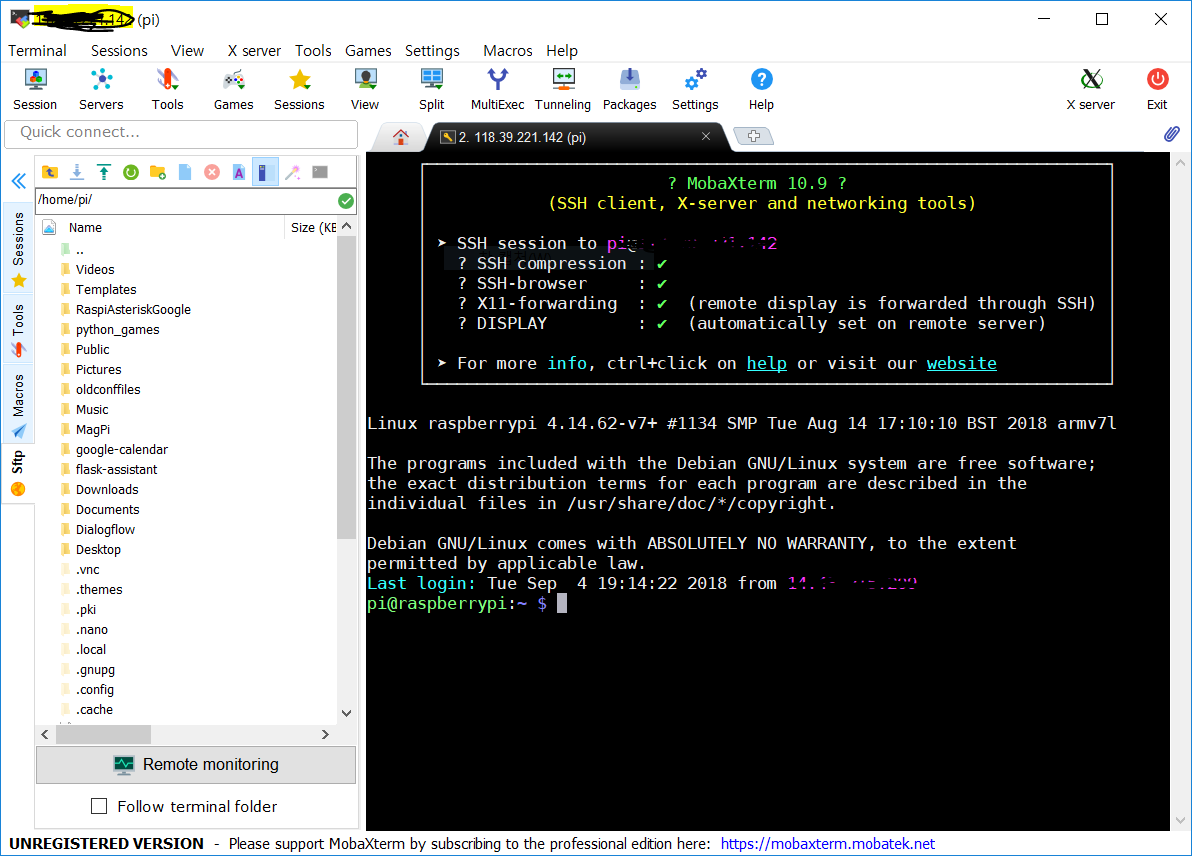 (pi)
Terminal Sessions View X server Tools Games Settings Macros Help
Session Servers Tools Games Sessions View Split MultiExec Tunneling Packages Settings Help X server Exit
Quick connect...
2. 118.39.221.142 (pi)
Sessions
Tools
Macros
Sftp
/home/pi/
Name Size (KB
..
Videos
Templates
RaspiAsteriskGoogle
python_games
Public
Pictures
oldconffiles
Music
MagPi
google-calendar
flask-assistant
Downloads
Documents
Dialogflow
Desktop
.vnc
.themes
.pki
.nano
.local
.gnupg
.config
.cache
Remote monitoring
Follow terminal folder
? MobaXterm 10.9 ?
(SSH client, X-server and networking tools)
➤ SSH session to
? SSH compression : ✔
? SSH-browser : ✔
? X11-forwarding : ✔ (remote display is forwarded through SSH)
? DISPLAY : ✔ (automatically set on remote server)
➤ For more info, ctrl+click on help or visit our website
Linux raspberrypi 4.14.62-v7+ #1134 SMP Tue Aug 14 17:10:10 BST 2018 armv7l
The programs included with the Debian GNU/Linux system are free software;
the exact distribution terms for each program are described in the
individual files in /usr/share/doc/*/copyright.
Debian GNU/Linux comes with ABSOLUTELY NO WARRANTY, to the extent
permitted by applicable law.
Last login: Tue Sep 4 19:14:22 2018 from
pi@raspberrypi:~ $
UNREGISTERED VERSION - Please support MobaXterm by subscribing to the professional edition here: https://mobaxterm.mobatek.net